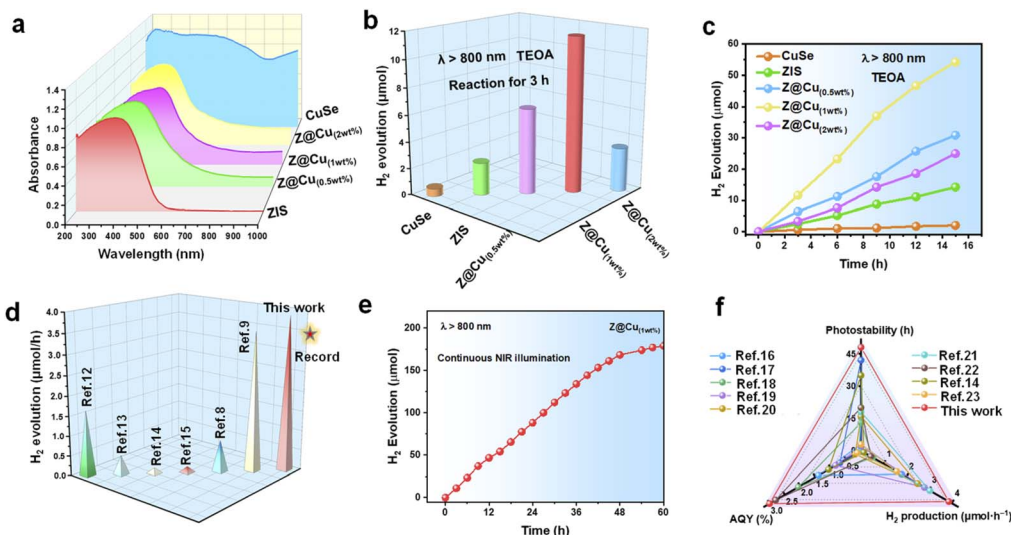 a
1.4
1.2
1.0
0.8
0.6
0.4
0.2
0.0
Absorbance
200 300 400 500 600 700 800 900 1000
Wavelength (nm)
CuSe
Z@Cu(2wt%)
Z@Cu(1wt%)
Z@Cu(0.5wt%)
ZIS
b
λ > 800 nm TEOA
Reaction for 3 h
12
10
8
6
4
2
0
H2 evolution (μmol)
CuSe
ZIS
Z@Cu(0.5wt%)
Z@Cu(1wt%)
Z@Cu(2wt%)
c
CuSe
ZIS
Z@Cu(0.5wt%)
Z@Cu(1wt%)
Z@Cu(2wt%)
λ > 800 nm
TEOA
60
50
40
30
20
10
0
H2 Evolution (μmol)
0 2 4 6 8 10 12 14 16
Time (h)
d
4.0
3.5
3.0
2.5
2.0
1.5
1.0
0.5
0.0
H2 evolution (μmol/h)
Ref.12
Ref.13
Ref.14
Ref.15
Ref.8
Ref.9
This work
Record
e
λ > 800 nm
Z@Cu(1wt%)
Continuous NIR illumination
200
150
100
50
0
H2 Evolution (μmol)
0 12 24 36 48 60
Time (h)
f
Photostability (h)
Ref.16
Ref.17
Ref.18
Ref.19
Ref.20
Ref.21
Ref.22
Ref.14
Ref.23
This work
45
30
15
0.5
1.5
2.0
2.5
3.0
1
2
3
4
AQY (%)
H2 production (μmol·h⁻¹)